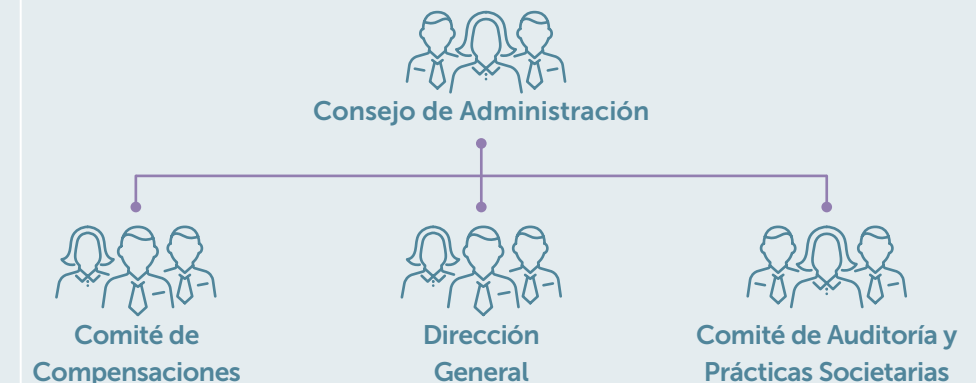 Consejo de Administración
Comité de
Compensaciones
Dirección
General
Comité de Auditoría y
Prácticas Societarias